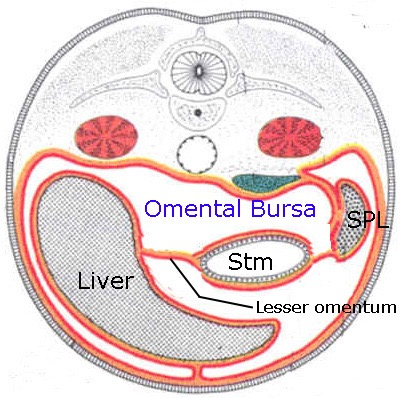 Omental Bursa
SPL
Stm
Liver
Lesser omentum